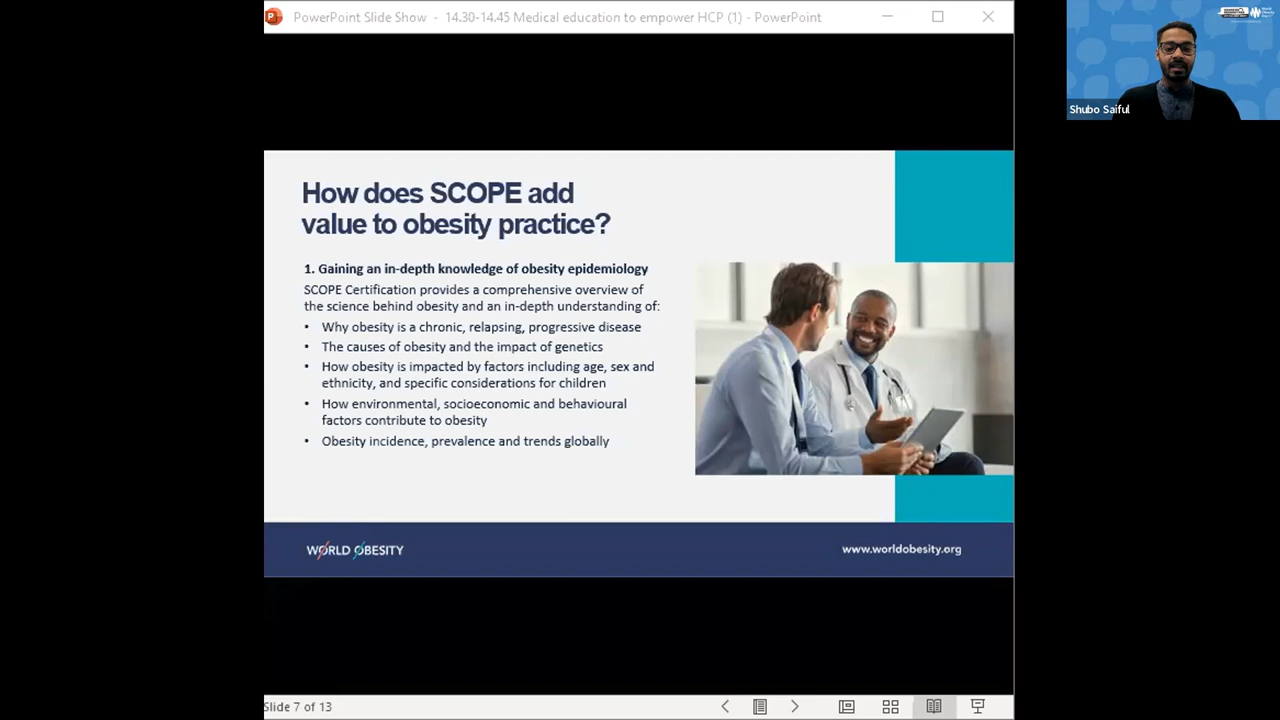 PowerPoint Slide Show - 14.30-14.45 Medical education to empower HCP (1) - PowerPoint
Shubo Saiful
How does SCOPE add
value to obesity practice?
1. Gaining an in-depth knowledge of obesity epidemiology
SCOPE Certification provides a comprehensive overview of
the science behind obesity and an in-depth understanding of:
• Why obesity is a chronic, relapsing, progressive disease
• The causes of obesity and the impact of genetics
• How obesity is impacted by factors including age, sex and
ethnicity, and specific considerations for children
• How environmental, socioeconomic and behavioural
factors contribute to obesity
• Obesity incidence, prevalence and trends globally
WORLD OBESITY
www.worldobesity.org
Slide 7 of 13